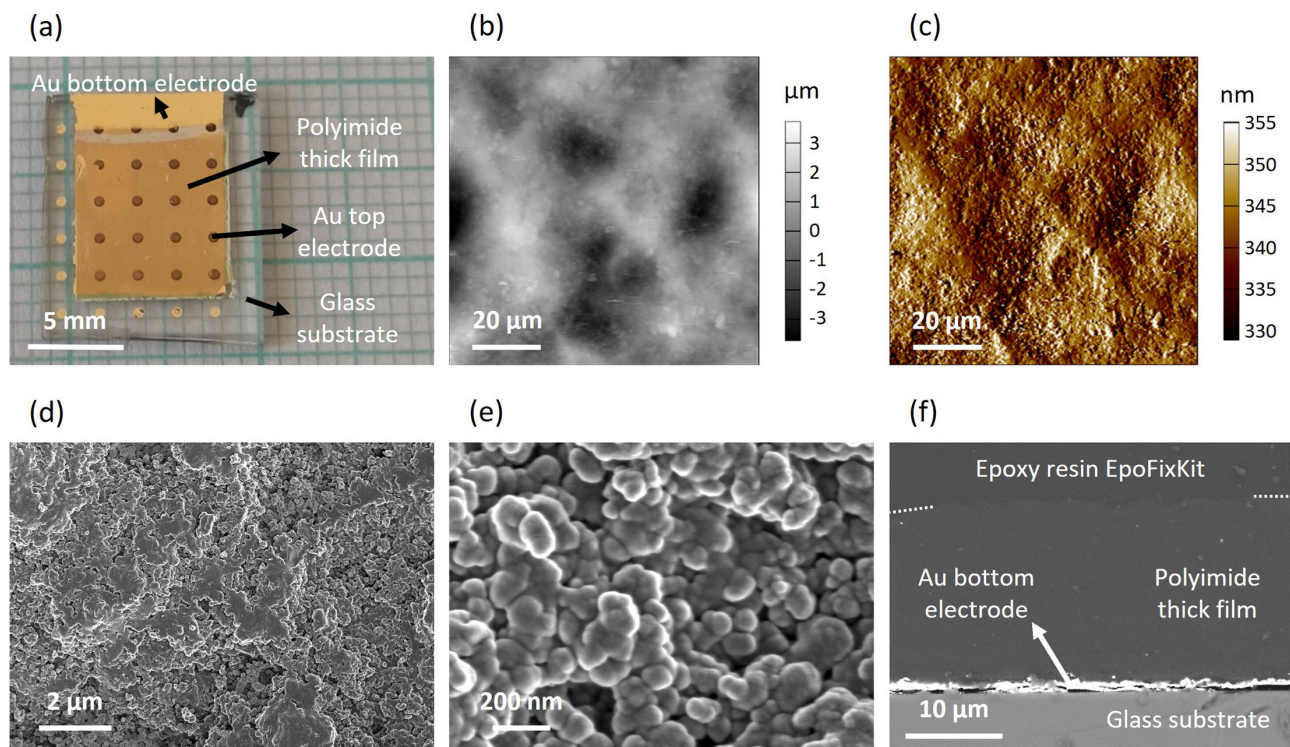 (a)
Au bottom electrode
Polyimide
thick film
Au top
electrode
Glass
substrate
5 mm
(b)
20 μm
μm
3
2
1
0
-1
-2
-3
(c)
20 μm
nm
355
350
345
340
335
330
(d)
2 μm
(e)
200 nm
(f)
Epoxy resin EpoFixKit
Au bottom
electrode
Polyimide
thick film
10 μm
Glass substrate